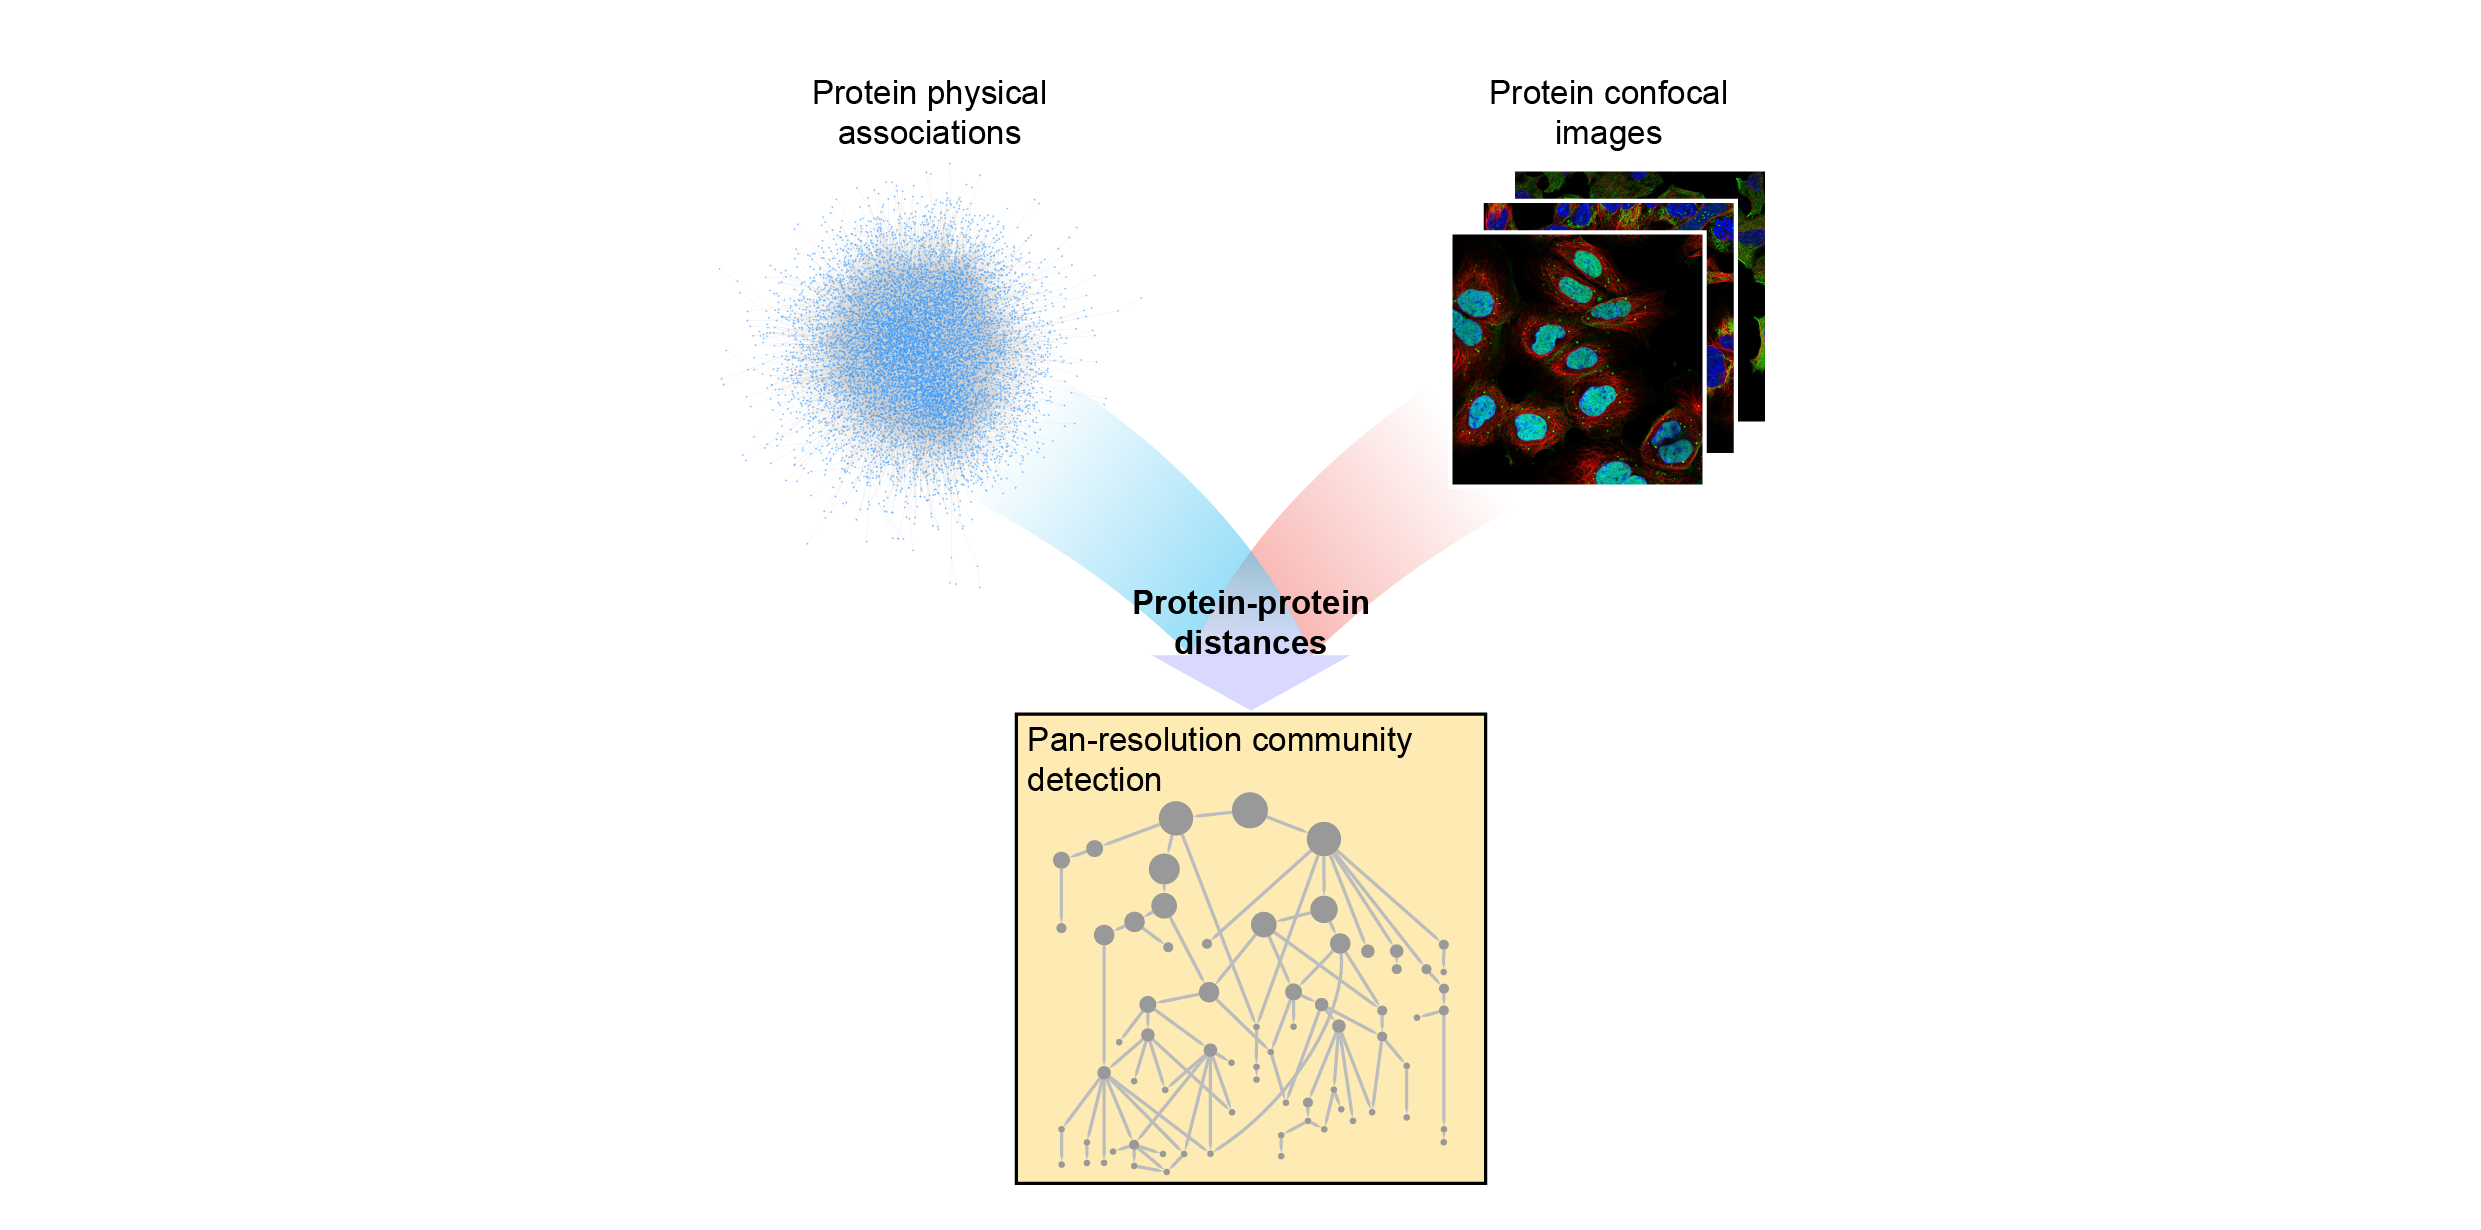 Protein physical
associations
Protein confocal
images
Protein-protein
distances
Pan-resolution community
detection